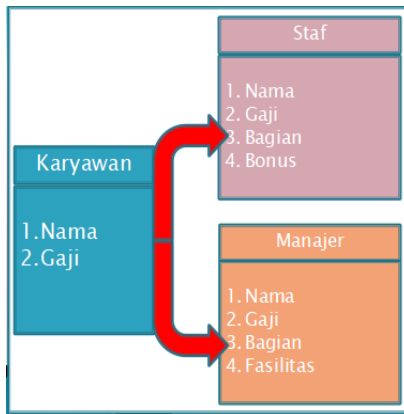 Karyawan
1.Nama
2.Gaji
Staf
1. Nama
2. Gaji
3. Bagian
4. Bonus
Manajer
1. Nama
2. Gaji
3. Bagian
4. Fasilitas